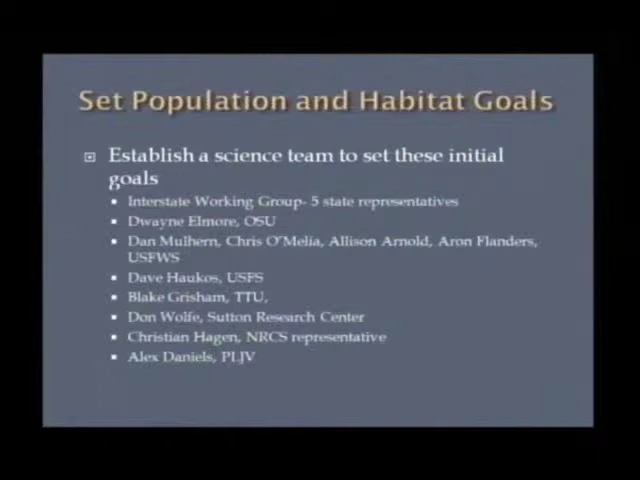 Set Population and Habitat Goals
Establish a science team to set these initial
goals
Interstate Working Group- 5 state representatives
Dwayne Elmore, OSU
Dan Mulhern, Chris O'Melia, Allison Arnold, Aron Flanders,
USFWS
Dave Haukos, USFS
Blake Grisham, TTU,
Don Wolfe, Sutton Research Center
Christian Hagen, NRCS representative
Alex Daniels, PLJV